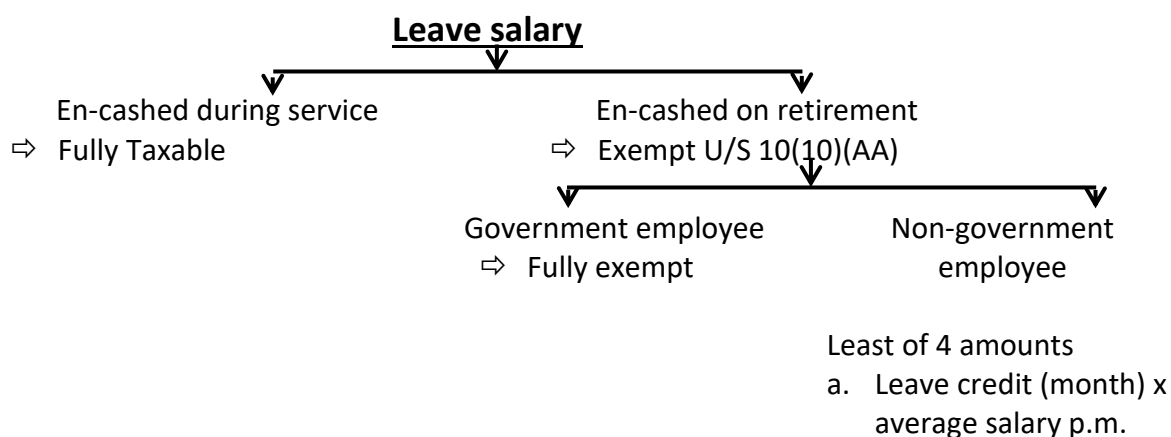 Leave salary
En-cashed during service
⇨ Fully Taxable
En-cashed on retirement
⇨ Exempt U/S 10(10)(AA)
Government employee
⇨ Fully exempt
Non-government
employee
Least of 4 amounts
a. Leave credit (month) x
average salary p.m.